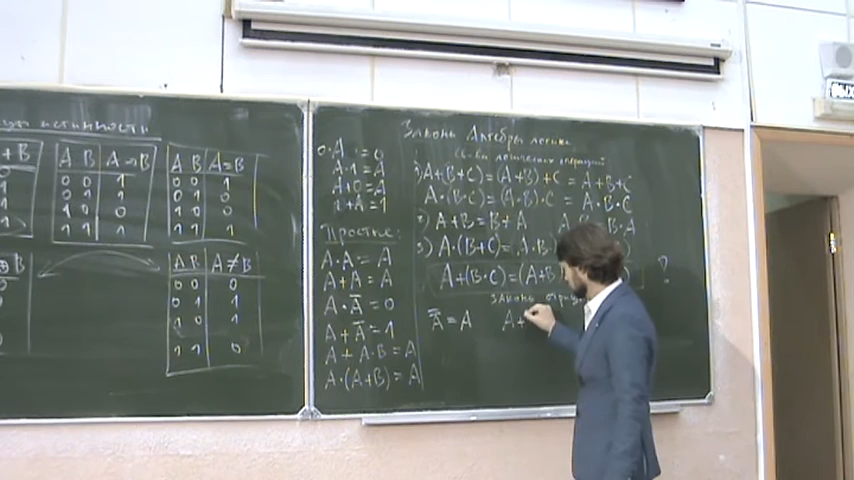 истинности
+B
A B A→B
0 0 1
0 1 1
1 0 0
1 1 1
A B A≡B
0 0 1
0 1 0
1 0 0
1 1 1
⊕B
A B A≢B
0 0 0
0 1 1
1 0 1
1 1 0
0·A = 0
A·1 = A
A+0 = A
1+A = 1
Простые:
A·A = A
A+A = A
A·A̅ = 0
A+A̅ = 1
A+A·B = A
A·(A+B) = A
Законы Алгебры логики
св-ва логических операций
1) A+(B+C) = (A+B)+C = A+B+C
A·(B·C) = (A·B)·C = A·B·C
2) A+B = B+A
B·A
3) A·(B+C) = A·B
A+(B·C) = (A+B
?
законы
A̿ = A
A+
ВЫХ